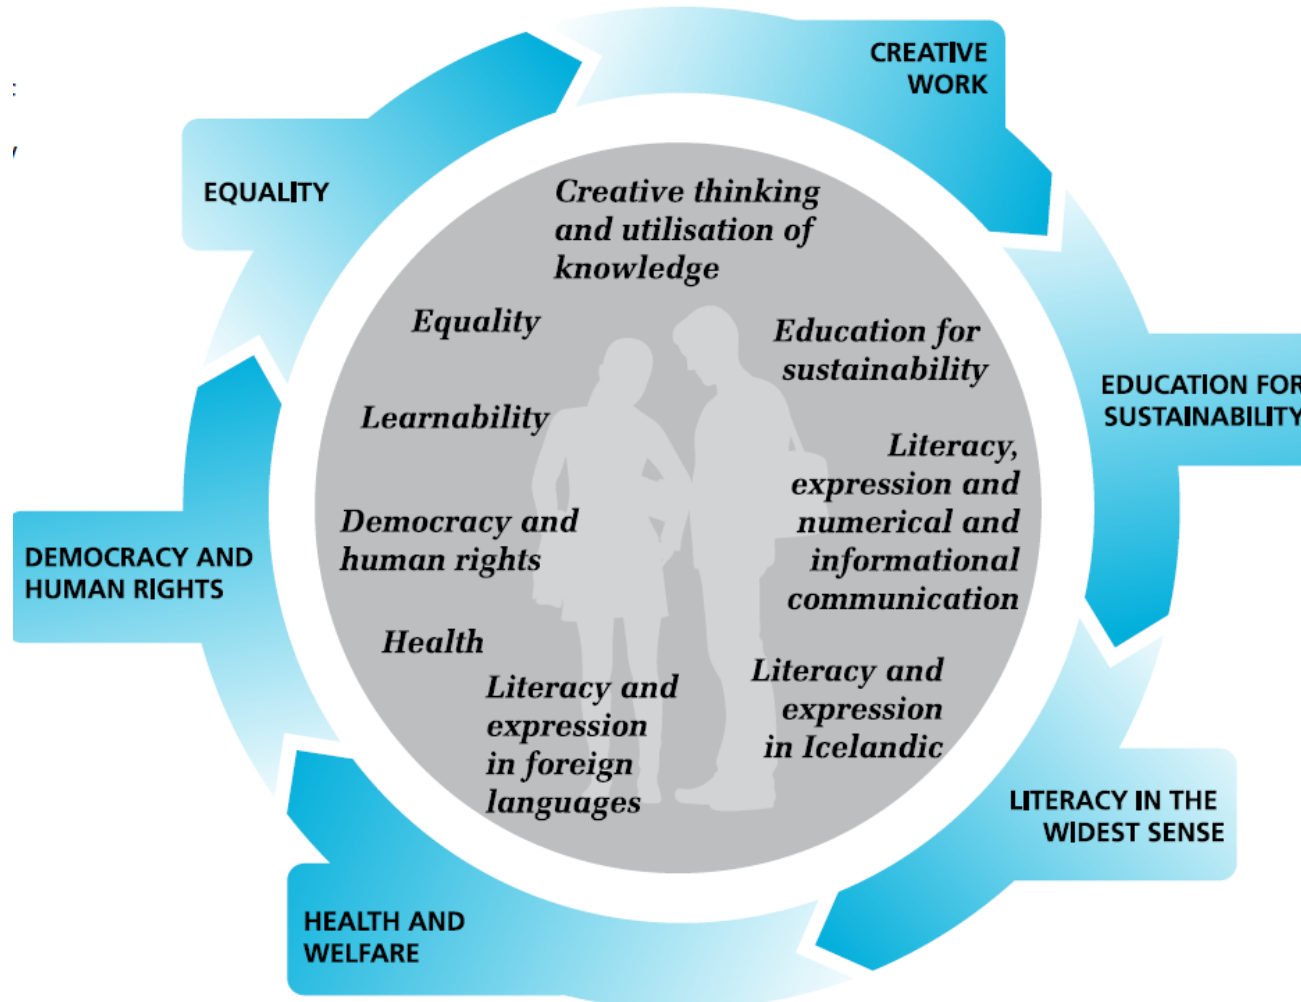 CREATIVE
WORK
EQUALITY
Creative thinking
and utilisation of
knowledge
Equality
Education for
sustainability
Learnability
EDUCATION FOR
SUSTAINABILITY
Literacy,
expression and
numerical and
informational
communication
Democracy and
human rights
DEMOCRACY AND
HUMAN RIGHTS
Health
Literacy and
expression
in foreign
languages
Literacy and
expression
in Icelandic
LITERACY IN THE
WIDEST SENSE
HEALTH AND
WELFARE